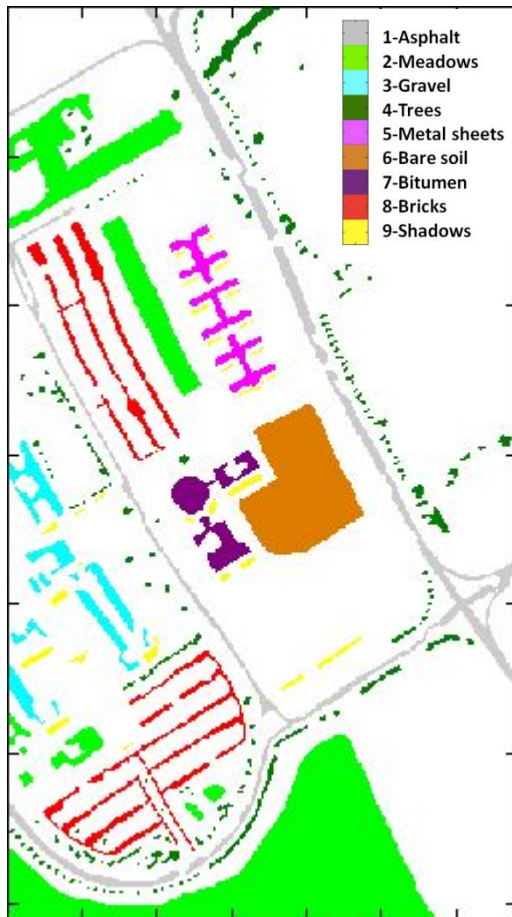 1-Asphalt
2-Meadows
3-Gravel
4-Trees
5-Metal sheets
6-Bare soil
7-Bitumen
8-Bricks
9-Shadows